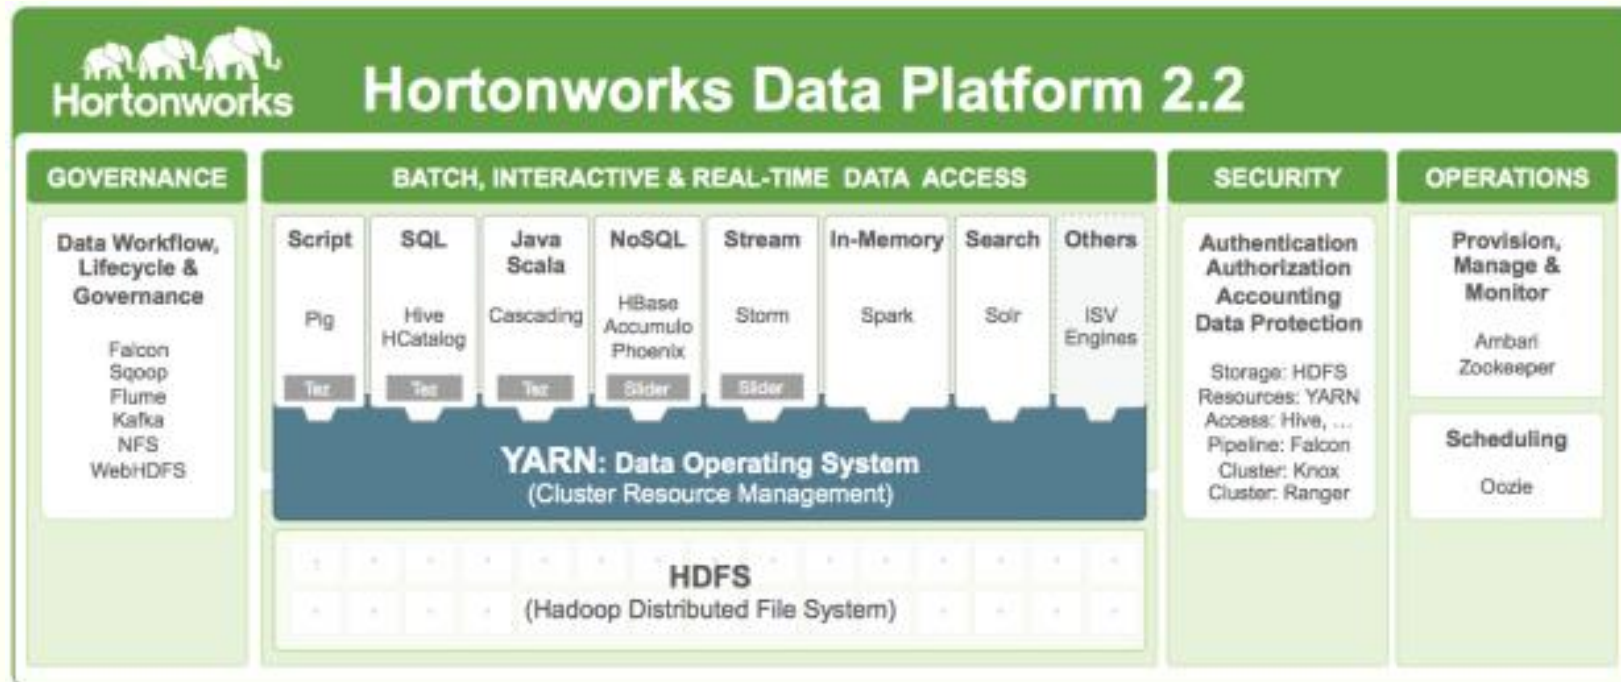 Hortonworks
Hortonworks Data Platform 2.2
GOVERNANCE
Data Workflow,
Lifecycle &
Governance
Falcon
Sqoop
Flume
Kafka
NFS
WebHDFS
BATCH, INTERACTIVE & REAL-TIME DATA ACCESS
Script
Pig
Tez
SQL
Hive
HCatalog
Tez
Java
Scala
Cascading
Tez
NoSQL
HBase
Accumulo
Phoenix
Slider
Stream
Storm
Slider
In-Memory
Spark
Search
Solr
Others
ISV
Engines
YARN: Data Operating System
(Cluster Resource Management)
HDFS
(Hadoop Distributed File System)
SECURITY
Authentication
Authorization
Accounting
Data Protection
Storage: HDFS
Resources: YARN
Access: Hive, ...
Pipeline: Falcon
Cluster: Knox
Cluster: Ranger
OPERATIONS
Provision,
Manage &
Monitor
Ambari
Zookeeper
Scheduling
Oozie